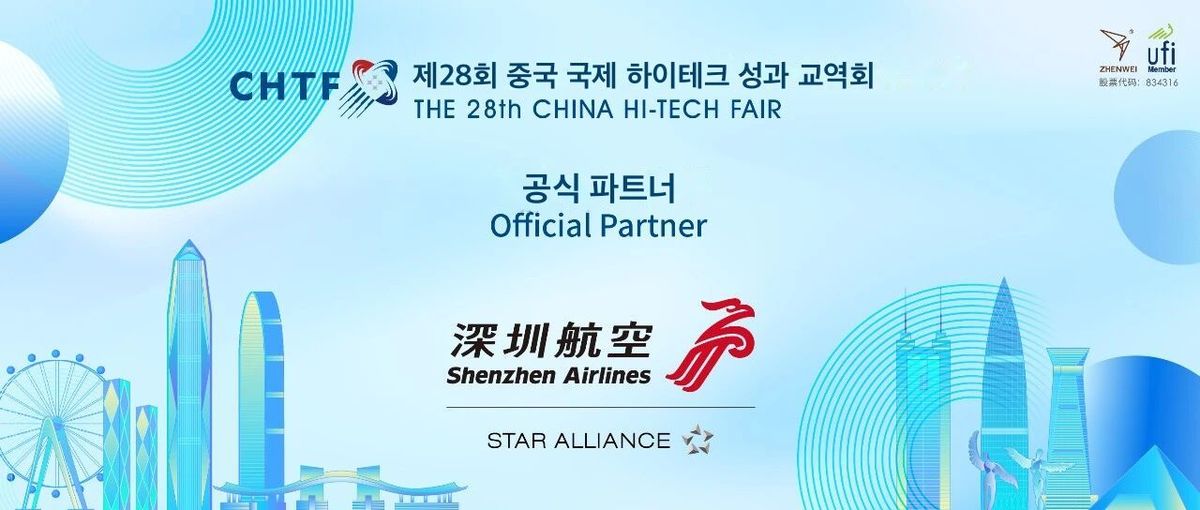 CHTF
제28회 중국 국제 하이테크 성과 교역회
THE 28th CHINA HI-TECH FAIR
ZHENWEI
ufi
Member
股票代码：834316
공식 파트너
Official Partner
深圳航空
Shenzhen Airlines
STAR ALLIANCE